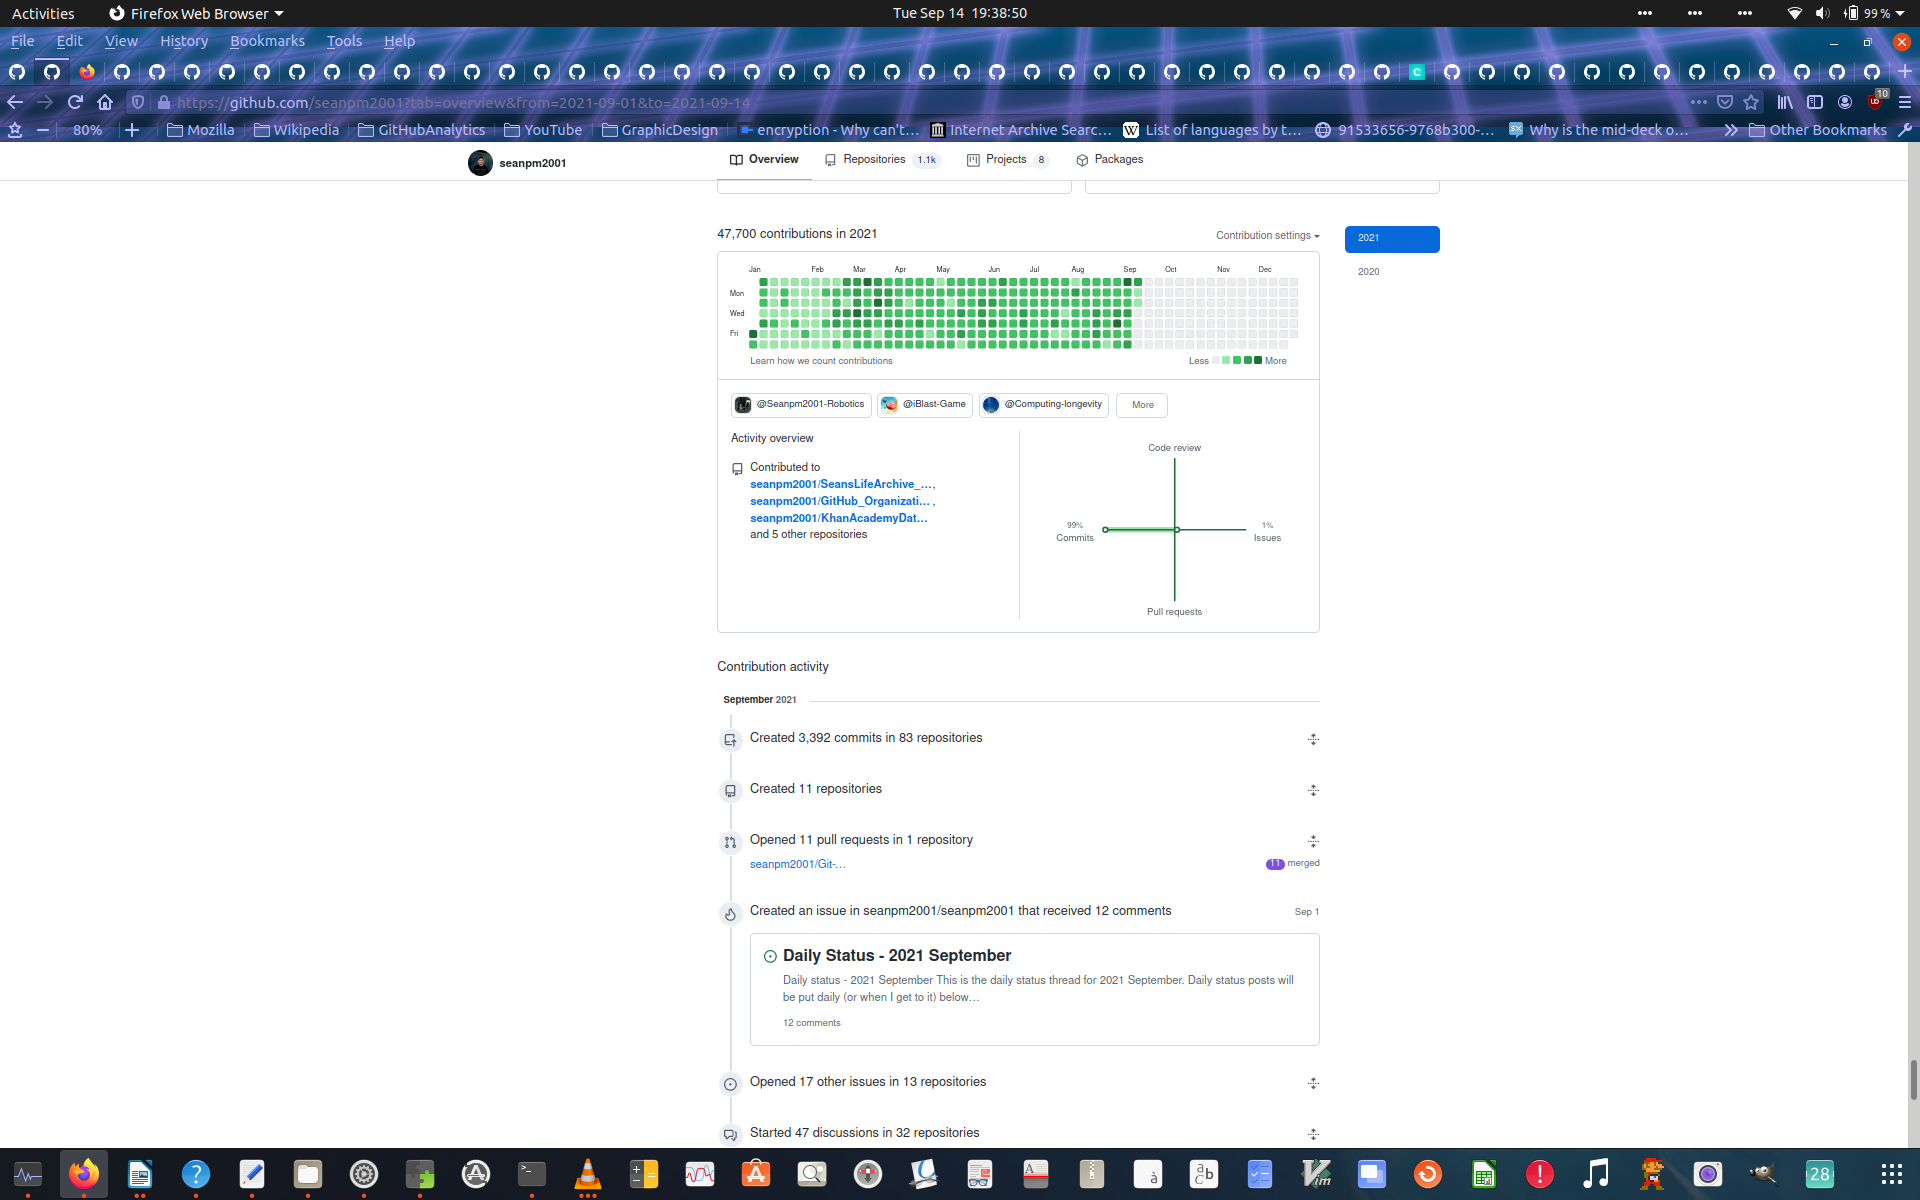 Activities
Firefox Web Browser
Tue Sep 14 19:38:50
99 %
File Edit View History Bookmarks Tools Help
https://github.com/seanpm2001?tab=overview&from=2021-09-01&to=2021-09-14
10
80%
Mozilla
Wikipedia
GitHubAnalytics
YouTube
GraphicDesign
encryption - Why can't…
Internet Archive Searc…
List of languages by t…
91533656-9768b300-…
Why is the mid-deck o…
Other Bookmarks
seanpm2001
Overview
Repositories 1.1k
Projects 8
Packages
47,700 contributions in 2021
Contribution settings
2021
2020
Jan Feb Mar Apr May Jun Jul Aug Sep Oct Nov Dec
Mon
Wed
Fri
Learn how we count contributions
Less
More
@Seanpm2001-Robotics
@iBlast-Game
@Computing-longevity
More
Activity overview
Contributed to
seanpm2001/SeansLifeArchive_…,
seanpm2001/GitHub_Organizati… ,
seanpm2001/KhanAcademyDat…
and 5 other repositories
Code review
99%
Commits
1%
Issues
Pull requests
Contribution activity
September 2021
Created 3,392 commits in 83 repositories
Created 11 repositories
Opened 11 pull requests in 1 repository
seanpm2001/Git-…
11 merged
Created an issue in seanpm2001/seanpm2001 that received 12 comments
Sep 1
Daily Status - 2021 September
Daily status - 2021 September This is the daily status thread for 2021 September. Daily status posts will
be put daily (or when I get to it) below…
12 comments
Opened 17 other issues in 13 repositories
Started 47 discussions in 32 repositories
28